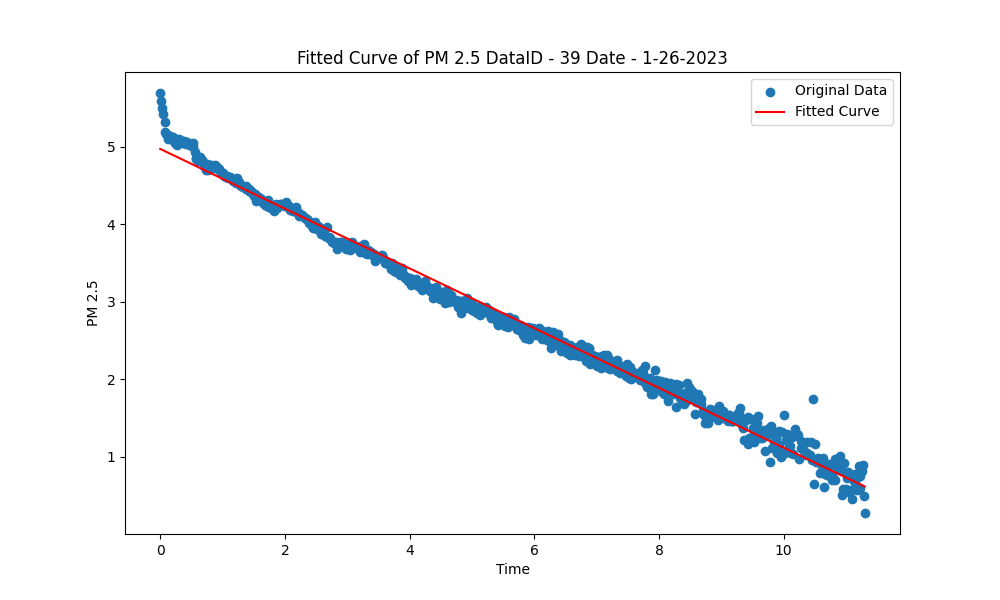 Fitted Curve of PM 2.5 DataID - 39 Date - 1-26-2023
Original Data
Fitted Curve
5
4
3
2
1
PM 2.5
0 2 4 6 8 10
Time